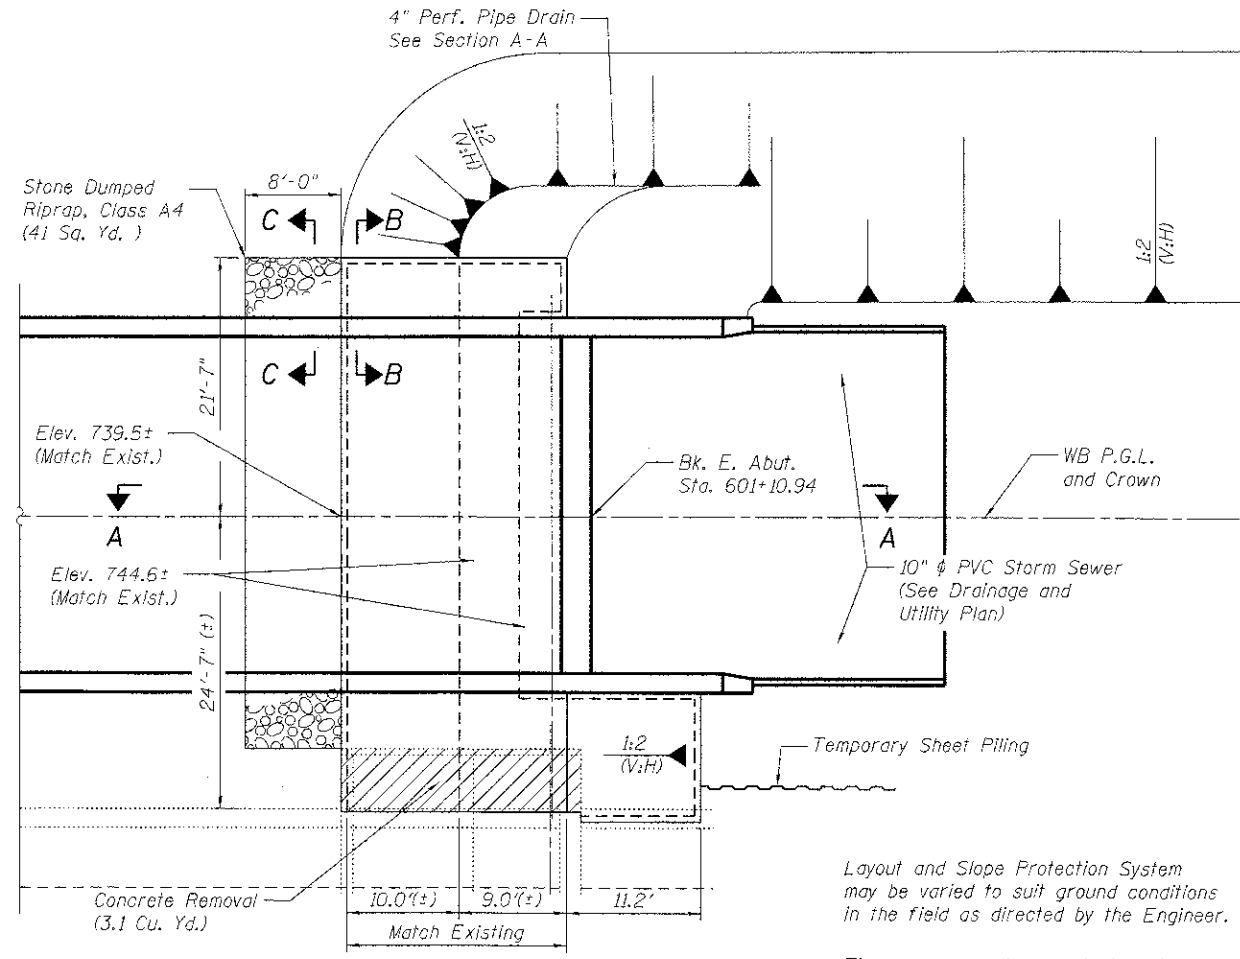 4" Perf. Pipe Drain
See Section A-A
1:2
(V:H)
Stone Dumped
Riprap, Class A4
(41 Sq. Yd. )
8'-0"
C
B
1:2
(V:H)
C
B
21'-7"
Elev. 739.5±
(Match Exist.)
Bk. E. Abut.
Sta. 601+10.94
WB P.G.L.
and Crown
A
A
Elev. 744.6±
(Match Exist.)
10" ϕ PVC Storm Sewer
(See Drainage and
Utility Plan)
24'-7" (±)
1:2
(V:H)
Temporary Sheet Piling
Concrete Removal
(3.1 Cu. Yd.)
10.0'(±)
9.0'(±)
11.2'
Match Existing
Layout and Slope Protection System
may be varied to suit ground conditions
in the field as directed by the Engineer.